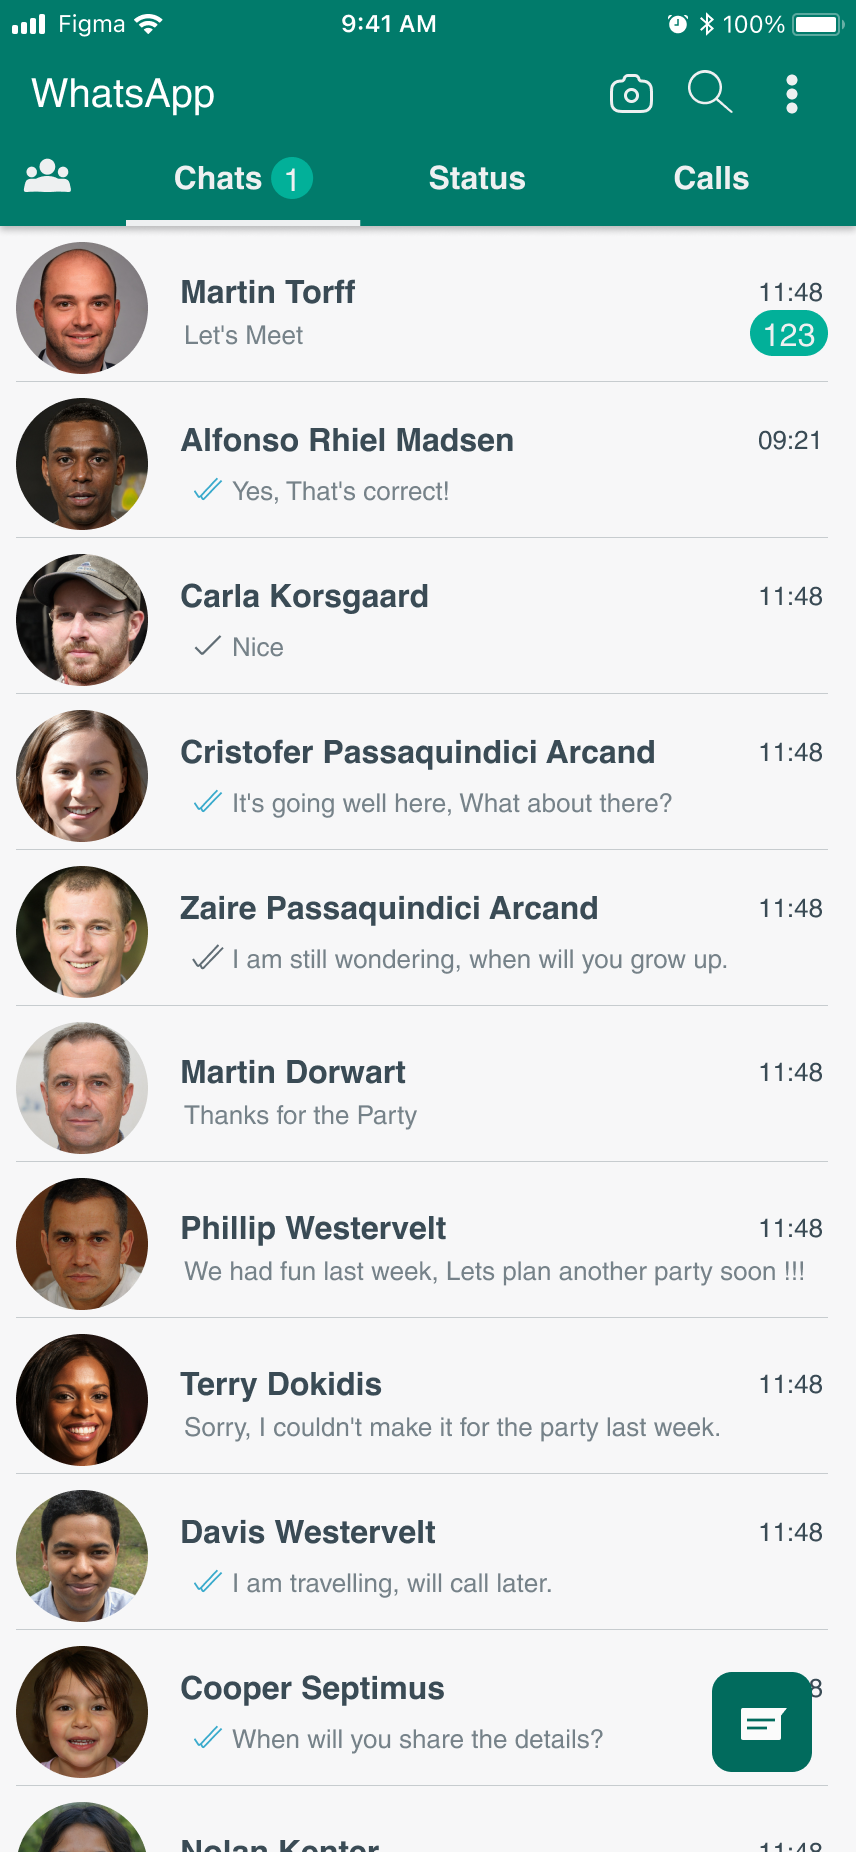 Figma 9:41 AM 100%
WhatsApp
Chats 1 Status Calls
Martin Torff 11:48
Let's Meet 123
Alfonso Rhiel Madsen 09:21
Yes, That's correct!
Carla Korsgaard 11:48
Nice
Cristofer Passaquindici Arcand 11:48
It's going well here, What about there?
Zaire Passaquindici Arcand 11:48
I am still wondering, when will you grow up.
Martin Dorwart 11:48
Thanks for the Party
Phillip Westervelt 11:48
We had fun last week, Lets plan another party soon !!!
Terry Dokidis 11:48
Sorry, I couldn't make it for the party last week.
Davis Westervelt 11:48
I am travelling, will call later.
Cooper Septimus 8
When will you share the details?
Nolan Kenter 11:48